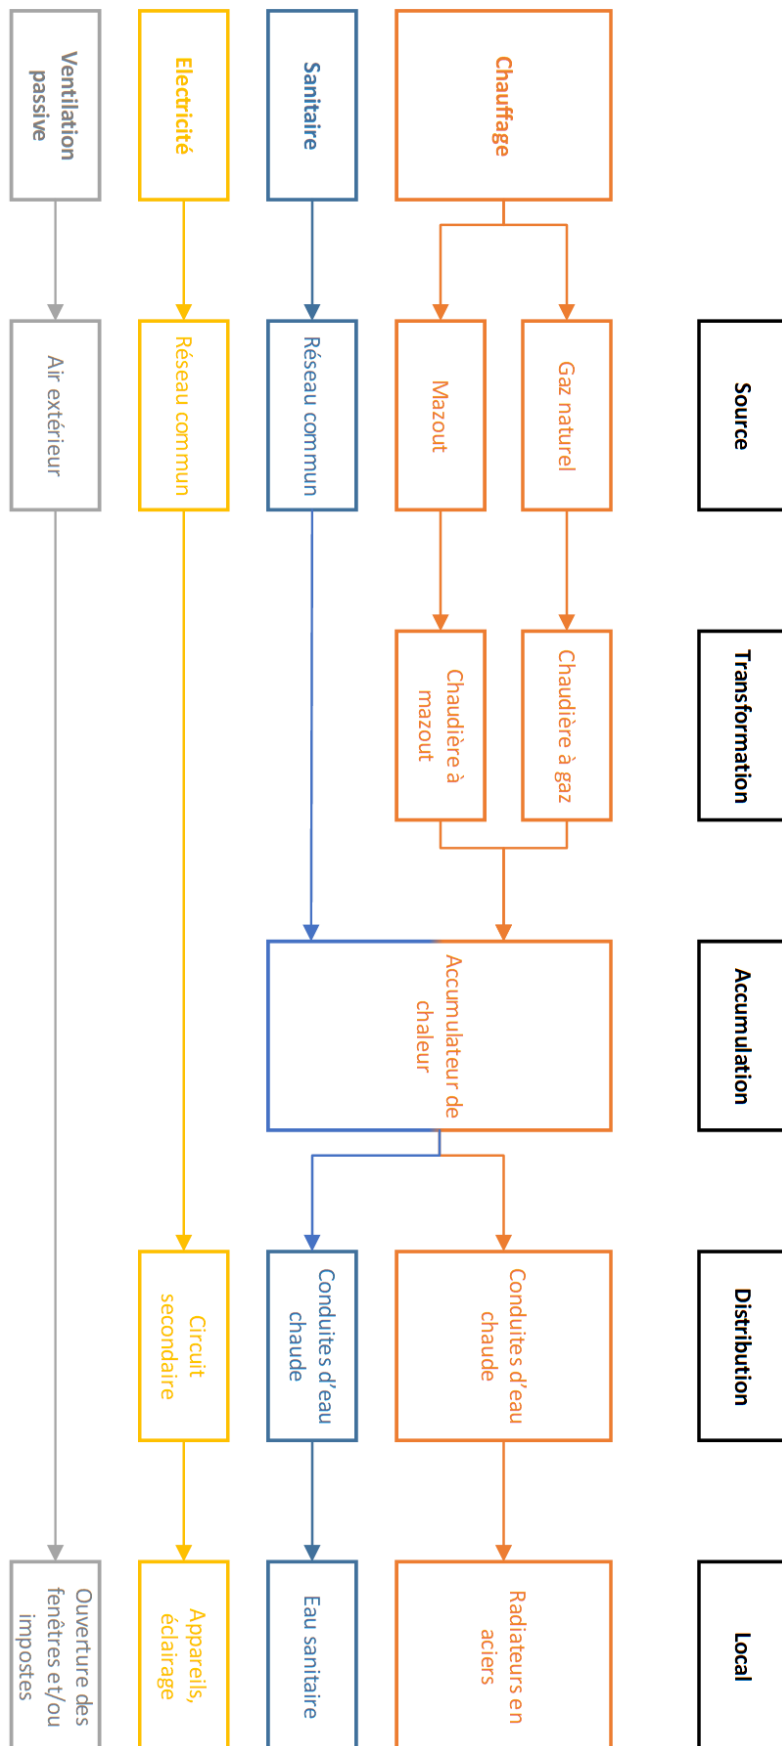 Source
Transformation
Accumulation
Distribution
Local
Chauffage
Gaz naturel
Chaudière à gaz
Mazout
Chaudière à
mazout
Accumulateur de
chaleur
Conduites d'eau
chaude
Radiateurs en
aciers
Sanitaire
Réseau commun
Conduites d'eau
chaude
Eau sanitaire
Electricité
Réseau commun
Circuit
secondaire
Appareils,
éclairage
Ventilation
passive
Air extérieur
Ouverture des
fenêtres et/ou
impostes